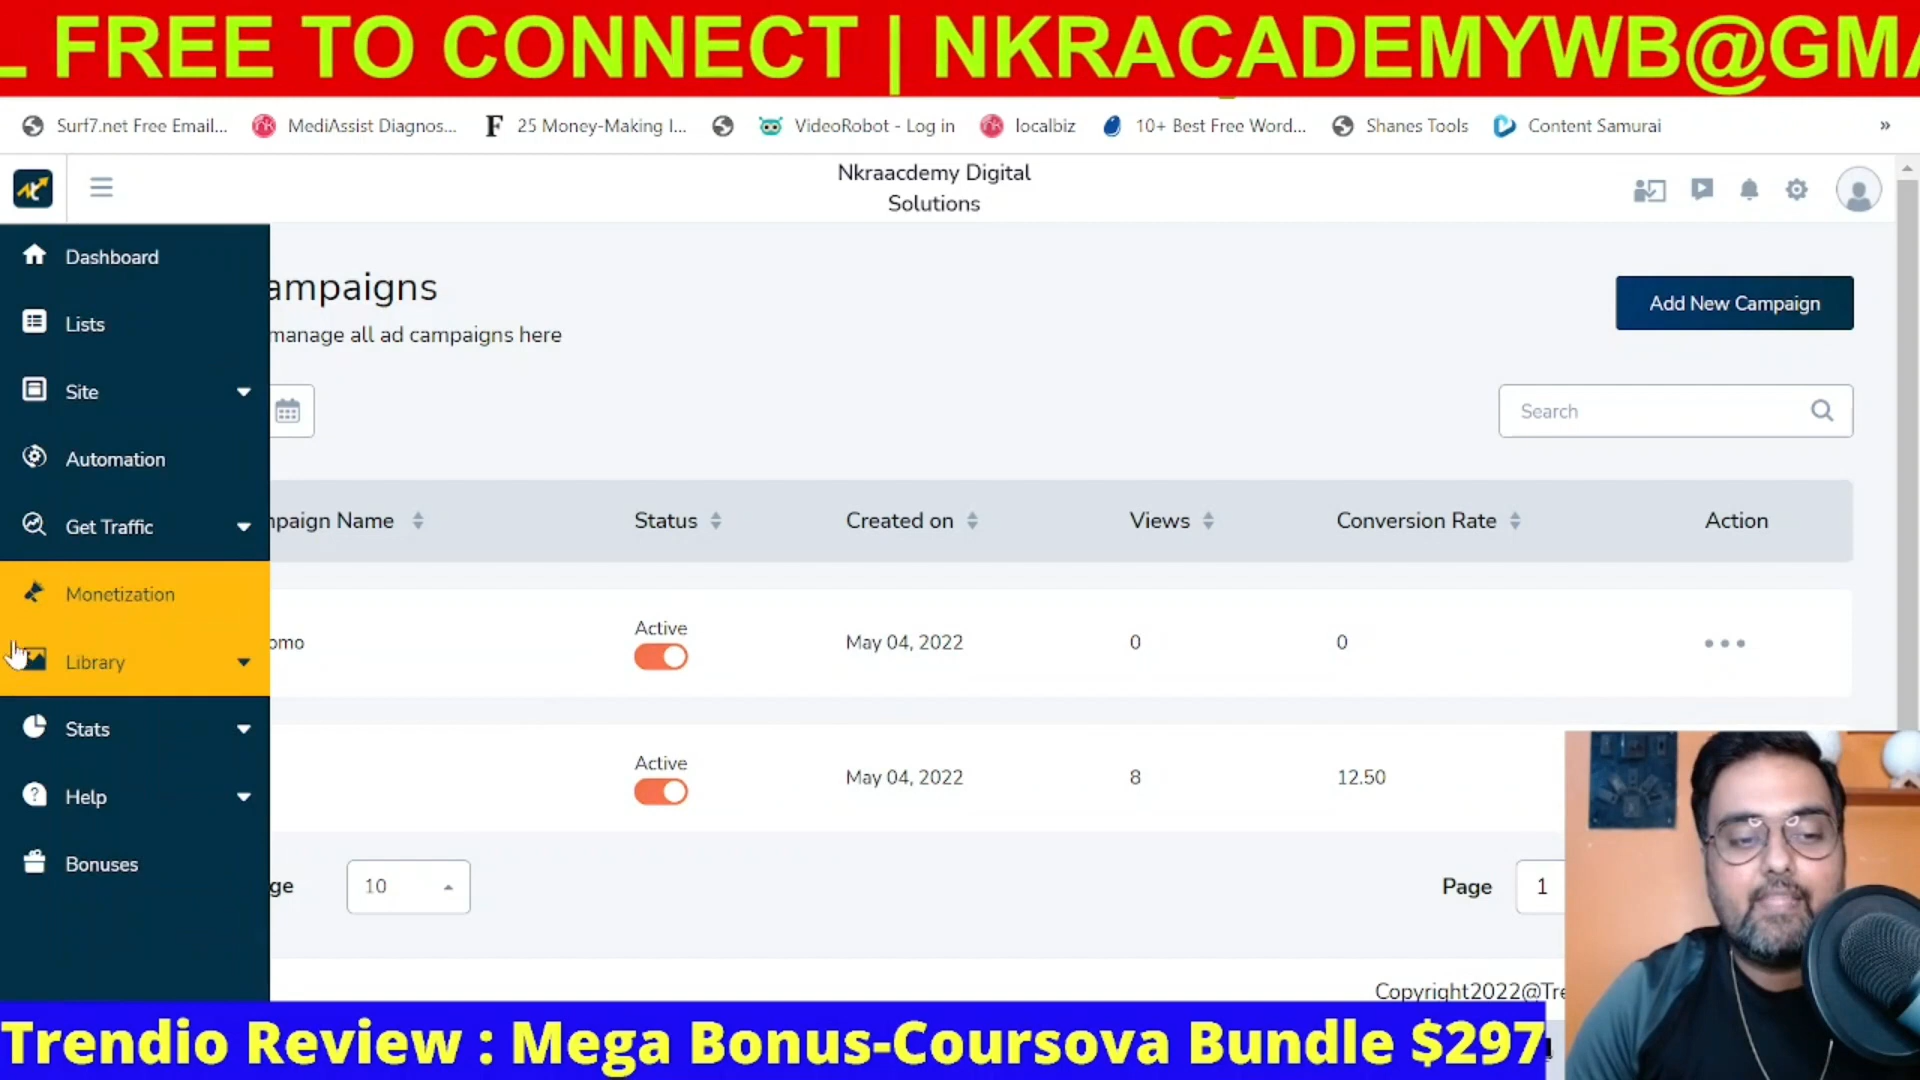 FREE TO CONNECT | NKRACADEMYWB@GM
Surf7.net Free Email... MediAssist Diagnos... 25 Money-Making I... VideoRobot - Log in localbiz 10+ Best Free Word... Shanes Tools Content Samurai »
Nkraacdemy Digital
Solutions
Dashboard
Lists
Site
Automation
Get Traffic
Monetization
Library
Stats
Help
Bonuses
ampaigns
manage all ad campaigns here
Add New Campaign
Search
npaign Name Status Created on Views Conversion Rate Action
omo Active May 04, 2022 0 0
Active May 04, 2022 8 12.50
ge 10 Page 1
Copyright2022@Tre
Trendio Review : Mega Bonus-Coursova Bundle $297